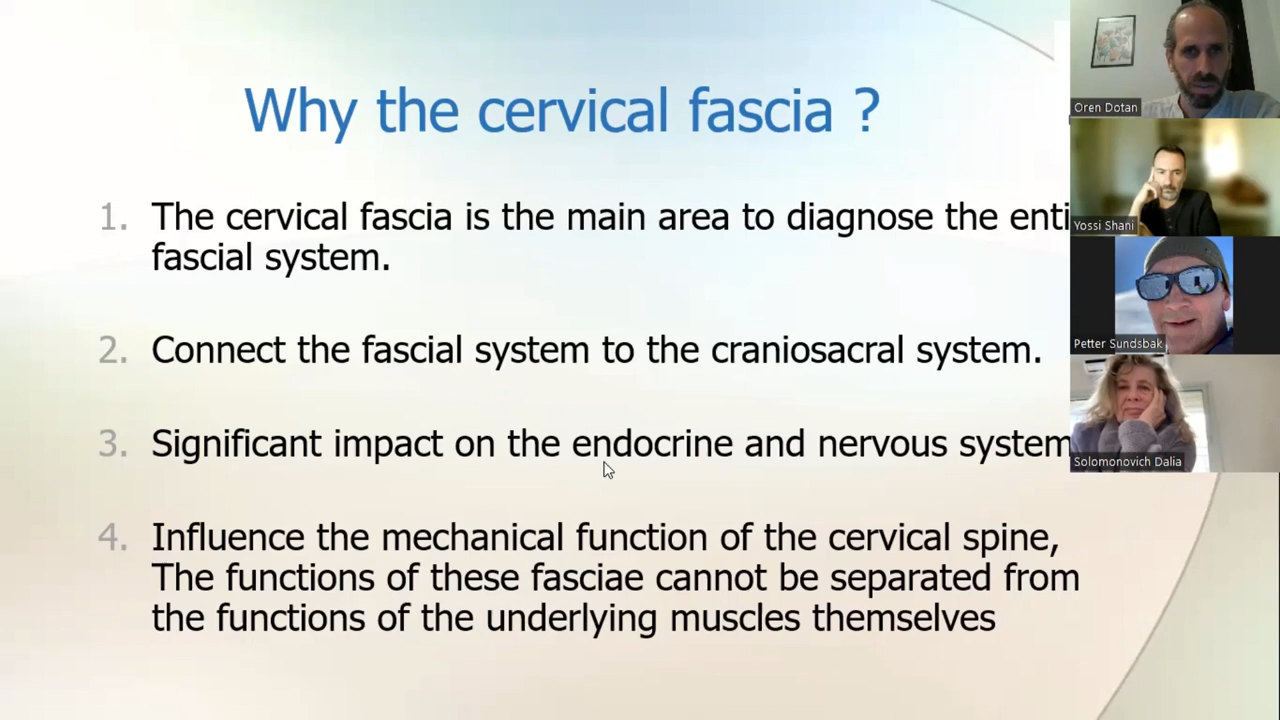 Why the cervical fascia ?
1. The cervical fascia is the main area to diagnose the enti
fascial system.
2. Connect the fascial system to the craniosacral system.
3. Significant impact on the endocrine and nervous system
4. Influence the mechanical function of the cervical spine,
The functions of these fasciae cannot be separated from
the functions of the underlying muscles themselves
Oren Dotan
Yossi Shani
Petter Sundsbak
Solomonovich Dalia